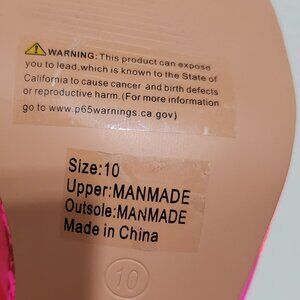 WARNING: This product can expose
you to lead,which is known to the State of
California to cause cancer and birth defects
or reproductive harm.(For more information
go to www.p65warnings.ca.gov)
Size:10
Upper:MANMADE
Outsole:MANMADE
Made in China
10